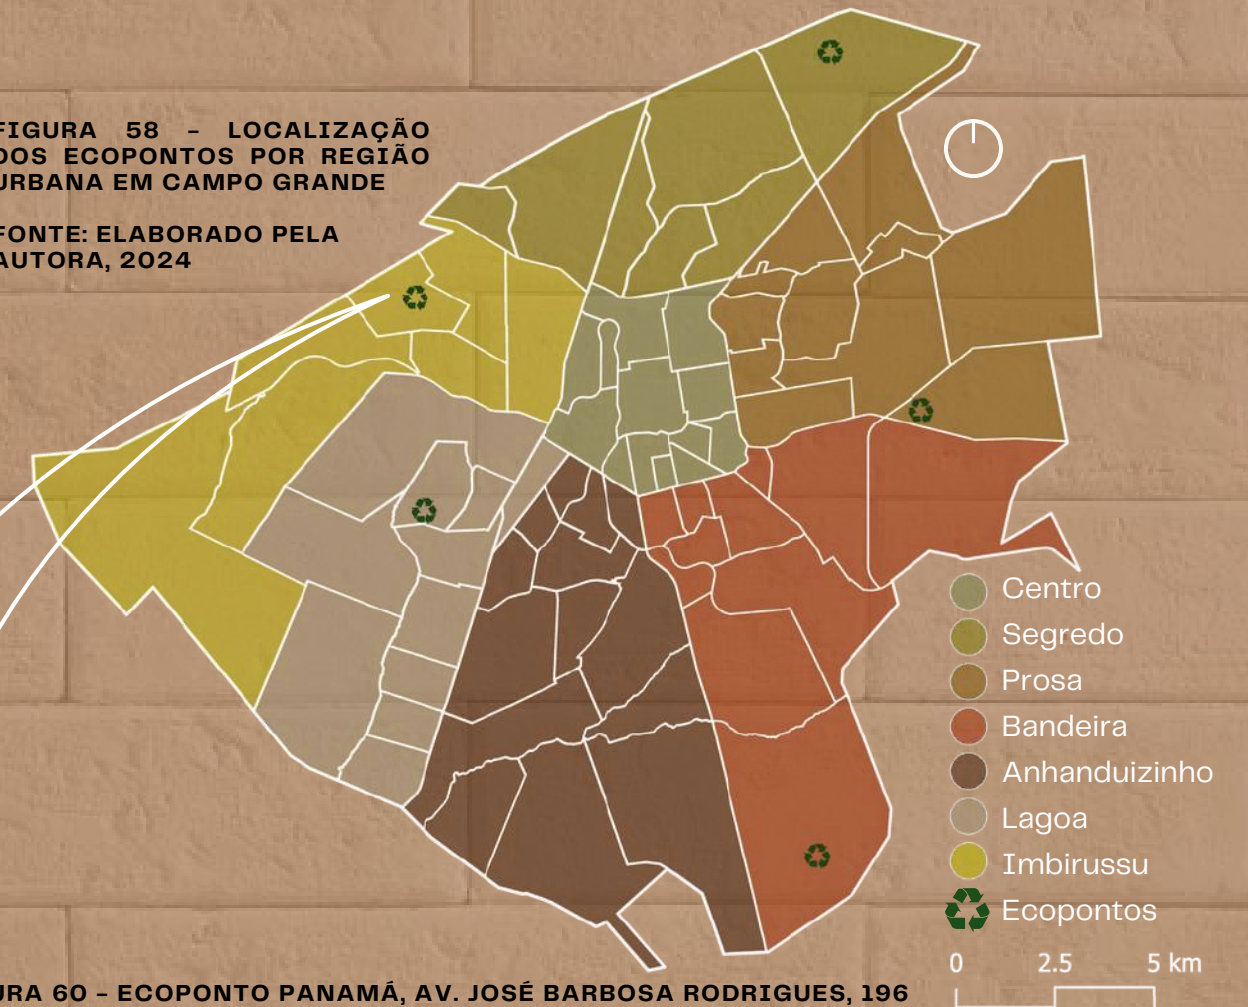 FIGURA 58 – LOCALIZAÇÃO
DOS ECOPONTOS POR REGIÃO
URBANA EM CAMPO GRANDE
FONTE: ELABORADO PELA
AUTORA, 2024
Centro
Segredo
Prosa
Bandeira
Anhanduizinho
Lagoa
Imbirussu
Ecopontos
0 2.5 5 km
URA 60 – ECOPONTO PANAMÁ, AV. JOSÉ BARBOSA RODRIGUES, 196